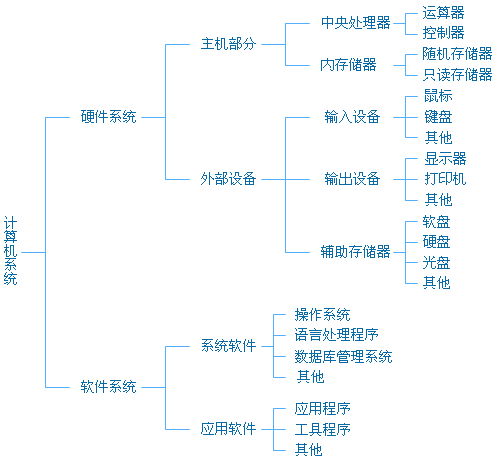 计算机系统
硬件系统
主机部分
中央处理器
运算器
控制器
内存储器
随机存储器
只读存储器
外部设备
输入设备
鼠标
键盘
其他
输出设备
显示器
打印机
其他
辅助存储器
软盘
硬盘
光盘
其他
软件系统
系统软件
操作系统
语言处理程序
数据库管理系统
其他
应用软件
应用程序
工具程序
其他